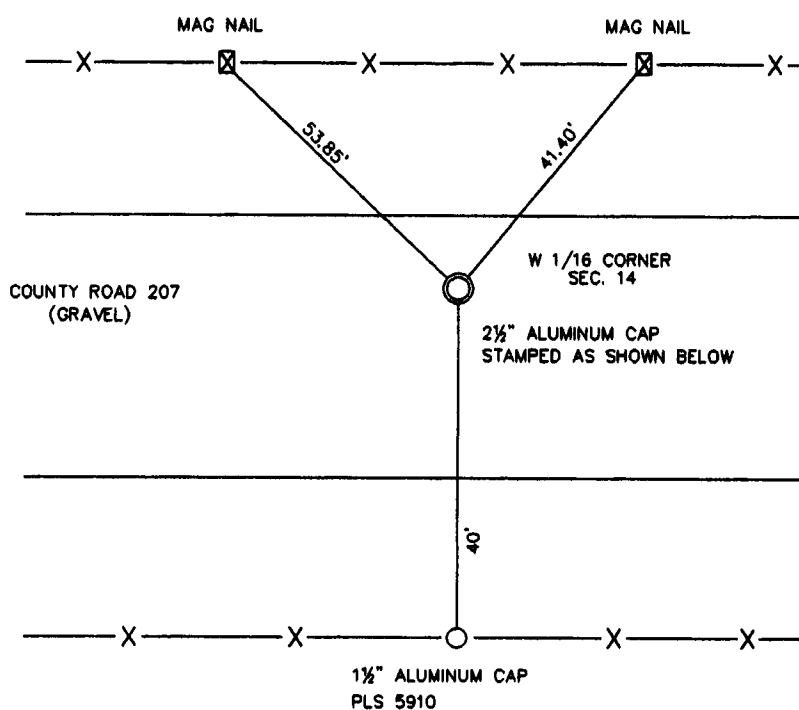 MAG NAIL
MAG NAIL
53.85'
41.40'
W 1/16 CORNER
SEC. 14
COUNTY ROAD 207
(GRAVEL)
2½" ALUMINUM CAP
STAMPED AS SHOWN BELOW
40'
1½" ALUMINUM CAP
PLS 5910